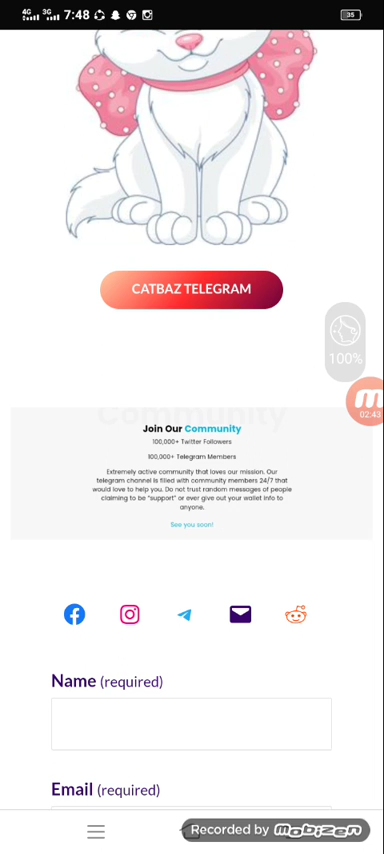 4G 3G 7:48 35
CATBAZ TELEGRAM
100%
02:43
Community
Join Our Community
100,000+ Twitter Followers
100,000+ Telegram Members
Extremely active community that loves our mission. Our
telegram channel is filled with community members 24/7 that
would love to help you. Do not trust random messages of people
claiming to be "support" or ever give out your wallet info to
anyone.
See you soon!
Name (required)
Email (required)
Recorded by mobizen